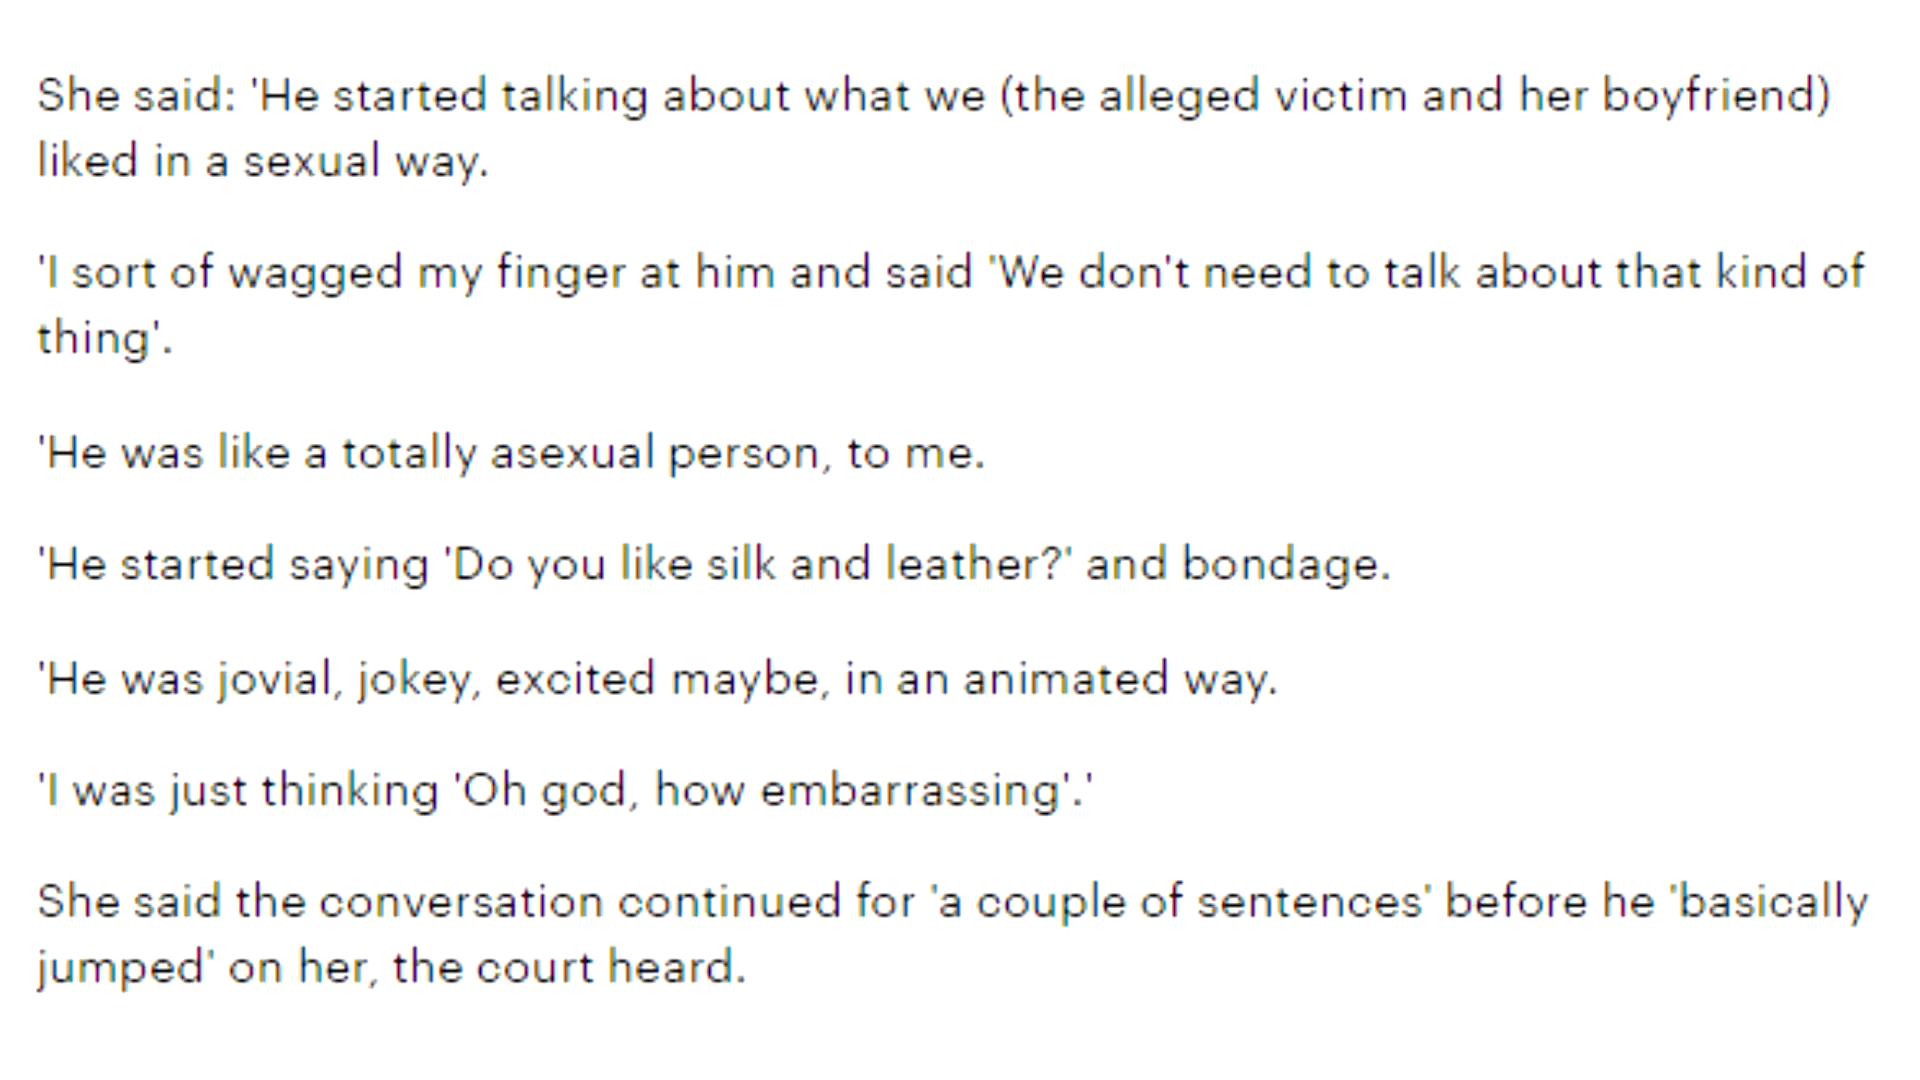 She said: 'He started talking about what we (the alleged victim and her boyfriend)
liked in a sexual way.
'I sort of wagged my finger at him and said 'We don't need to talk about that kind of
thing'.
'He was like a totally asexual person, to me.
'He started saying 'Do you like silk and leather?' and bondage.
'He was jovial, jokey, excited maybe, in an animated way.
'I was just thinking 'Oh god, how embarrassing'.'
She said the conversation continued for 'a couple of sentences' before he 'basically
jumped' on her, the court heard.